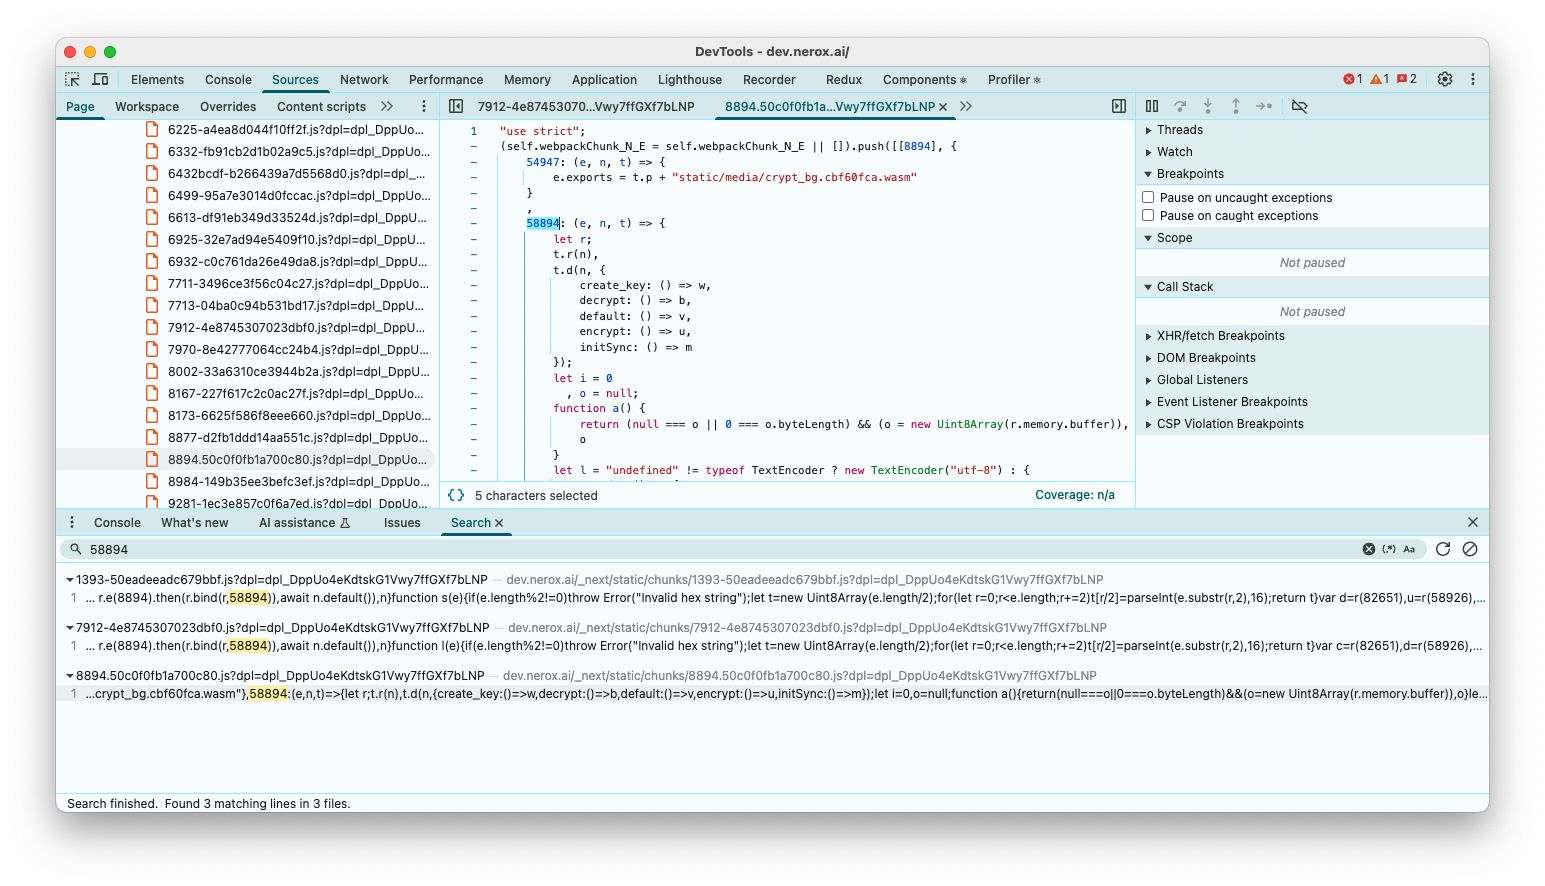 DevTools - dev.nerox.ai/
Elements Console Sources Network Performance Memory Application Lighthouse Recorder Redux Components Profiler 1 1 2
Page Workspace Overrides Content scripts
7912-4e87453070...Vwy7ffGXf7bLNP 8894.50c0f0fb1a...Vwy7ffGXf7bLNP
6225-a4ea8d044f10ff2f.js?dpl=dpl_DppUo...
6332-fb91cb2d1b02a9c5.js?dpl=dpl_DppUo...
6432bcdf-b266439a7d5568d0.js?dpl=dpl_...
6499-95a7e3014d0fccac.js?dpl=dpl_DppUo...
6613-df91eb349d33524d.js?dpl=dpl_DppU...
6925-32e7ad94e5409f10.js?dpl=dpl_DppUo...
6932-c0c761da26e49da8.js?dpl=dpl_DppU...
7711-3496ce3f56c04c27.js?dpl=dpl_DppUo...
7713-04ba0c94b531bd17.js?dpl=dpl_DppUo...
7912-4e8745307023dbf0.js?dpl=dpl_DppU...
7970-8e42777064cc24b4.js?dpl=dpl_DppU...
8002-33a6310ce3944b2a.js?dpl=dpl_DppU...
8167-227f617c2c0ac27f.js?dpl=dpl_DppUo...
8173-6625f586f8eee660.js?dpl=dpl_DppU...
8877-d2fb1ddd14aa551c.js?dpl=dpl_DppU...
8894.50c0f0fb1a700c80.js?dpl=dpl_DppUo...
8984-149b35ee3befc3ef.js?dpl=dpl_DppUo...
9281-1ec3e857c0f6a7ed.js?dpl=dpl_DppUo...
1 "use strict";
(self.webpackChunk_N_E = self.webpackChunk_N_E || []).push([[8894], {
54947: (e, n, t) => {
e.exports = t.p + "static/media/crypt_bg.cbf60fca.wasm"
}
,
58894: (e, n, t) => {
let r;
t.r(n),
t.d(n, {
create_key: () => w,
decrypt: () => b,
default: () => v,
encrypt: () => u,
initSync: () => m
});
let i = 0
, o = null;
function a() {
return (null === o || 0 === o.byteLength) && (o = new Uint8Array(r.memory.buffer)),
o
}
let l = "undefined" != typeof TextEncoder ? new TextEncoder("utf-8") : {
{} 5 characters selected Coverage: n/a
Threads
Watch
Breakpoints
Pause on uncaught exceptions
Pause on caught exceptions
Scope
Not paused
Call Stack
Not paused
XHR/fetch Breakpoints
DOM Breakpoints
Global Listeners
Event Listener Breakpoints
CSP Violation Breakpoints
Console What's new AI assistance Issues Search
58894 (.*) Aa
1393-50eadeeadc679bbf.js?dpl=dpl_DppUo4eKdtskG1Vwy7ffGXf7bLNP — dev.nerox.ai/_next/static/chunks/1393-50eadeeadc679bbf.js?dpl=dpl_DppUo4eKdtskG1Vwy7ffGXf7bLNP
1 ... r.e(8894).then(r.bind(r,58894)),await n.default()),n}function s(e){if(e.length%2!=0)throw Error("Invalid hex string");let t=new Uint8Array(e.length/2);for(let r=0;r<e.length;r+=2)t[r/2]=parseInt(e.substr(r,2),16);return t}var d=r(82651),u=r(58926),...
7912-4e8745307023dbf0.js?dpl=dpl_DppUo4eKdtskG1Vwy7ffGXf7bLNP — dev.nerox.ai/_next/static/chunks/7912-4e8745307023dbf0.js?dpl=dpl_DppUo4eKdtskG1Vwy7ffGXf7bLNP
1 ... r.e(8894).then(r.bind(r,58894)),await n.default()),n}function l(e){if(e.length%2!=0)throw Error("Invalid hex string");let t=new Uint8Array(e.length/2);for(let r=0;r<e.length;r+=2)t[r/2]=parseInt(e.substr(r,2),16);return t}var c=r(82651),d=r(58926),...
8894.50c0f0fb1a700c80.js?dpl=dpl_DppUo4eKdtskG1Vwy7ffGXf7bLNP — dev.nerox.ai/_next/static/chunks/8894.50c0f0fb1a700c80.js?dpl=dpl_DppUo4eKdtskG1Vwy7ffGXf7bLNP
1 ...crypt_bg.cbf60fca.wasm"},58894:(e,n,t)=>{let r;t.r(n),t.d(n,{create_key:()=>w,decrypt:()=>b,default:()=>v,encrypt:()=>u,initSync:()=>m});let i=0,o=null;function a(){return(null===o||0===o.byteLength)&&(o=new Uint8Array(r.memory.buffer)),o}le...
Search finished. Found 3 matching lines in 3 files.